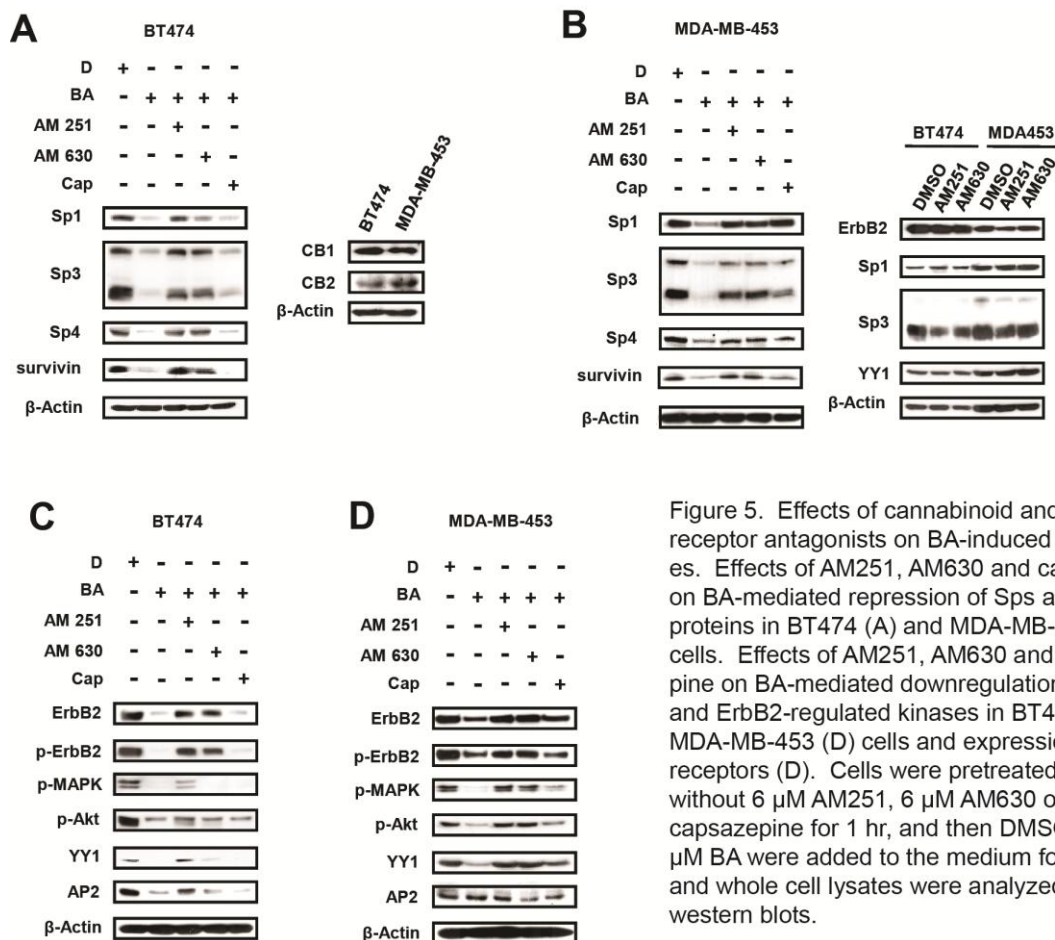 A
BT474
D + - - - -
BA - + + + +
AM 251 - - + - -
AM 630 - - - + -
Cap - - - - +
Sp1
Sp3
Sp4
survivin
β-Actin
BT474
MDA-MB-453
CB1
CB2
β-Actin
B
MDA-MB-453
D + - - - -
BA - + + + +
AM 251 - - + - -
AM 630 - - - + -
Cap - - - - +
Sp1
Sp3
Sp4
survivin
β-Actin
BT474 MDA453
DMSO
AM251
AM630
DMSO
AM251
AM630
ErbB2
Sp1
Sp3
YY1
β-Actin
C
BT474
D + - - - -
BA - + + + +
AM 251 - - + - -
AM 630 - - - + -
Cap - - - - +
ErbB2
p-ErbB2
p-MAPK
p-Akt
YY1
AP2
β-Actin
D
MDA-MB-453
D + - - - -
BA - + + + +
AM 251 - - + - -
AM 630 - - - + -
Cap - - - - +
ErbB2
p-ErbB2
p-MAPK
p-Akt
YY1
AP2
β-Actin
Figure 5. Effects of cannabinoid and
receptor antagonists on BA-induced
es. Effects of AM251, AM630 and
on BA-mediated repression of Sps
proteins in BT474 (A) and MDA-MB-
cells. Effects of AM251, AM630 and
pine on BA-mediated downregulation
and ErbB2-regulated kinases in
MDA-MB-453 (D) cells and
receptors (D). Cells were pretreated
without 6 µM AM251, 6 µM AM630
capsazepine for 1 hr, and then
µM BA were added to the medium
and whole cell lysates were analyzed
western blots.